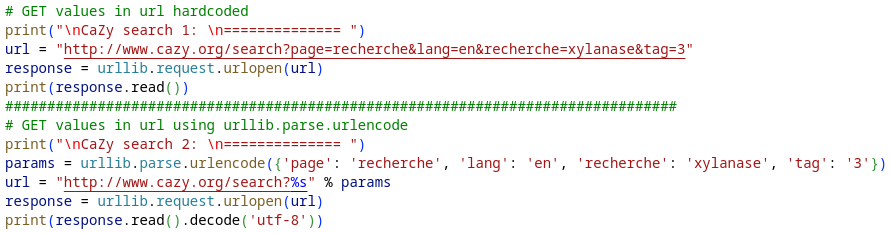 # GET values in url hardcoded
print("\nCaZy search 1: \n============== ")
url = "http://www.cazy.org/search?page=recherche&lang=en&recherche=xylanase&tag=3"
response = urllib.request.urlopen(url)
print(response.read())
################################################################################
# GET values in url using urllib.parse.urlencode
print("\nCaZy search 2: \n============== ")
params = urllib.parse.urlencode({'page': 'recherche', 'lang': 'en', 'recherche': 'xylanase', 'tag': '3'})
url = "http://www.cazy.org/search?%s" % params
response = urllib.request.urlopen(url)
print(response.read().decode('utf-8'))